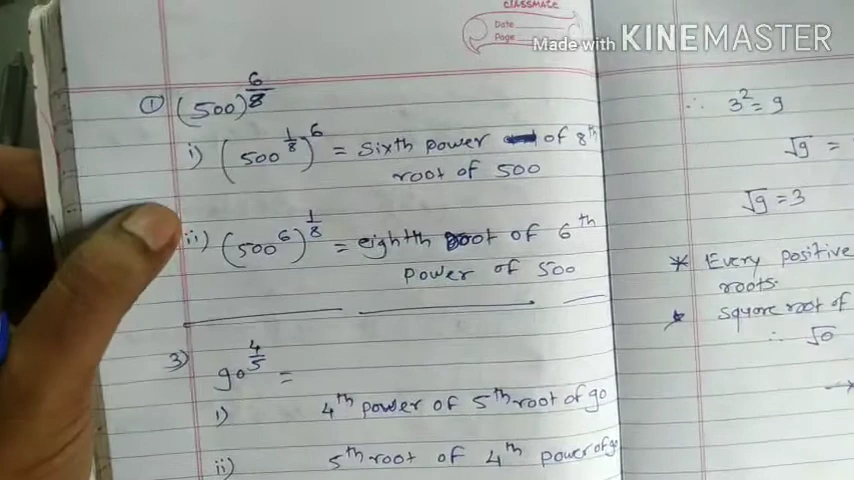 CLASSMATE
Date
Page
Made with KINEMASTER
① (500)^6/8
i) (500^1/8)^6 = sixth power of 8th
root of 500
ii) (500^6)^1/8 = eighth root of 6th
power of 500
3) 90^4/5 =
i) 4th power of 5th root of 90
ii) 5th root of 4th power of 90
∴ 3² = 9
√9 =
√9 = 3
* Every positive
roots.
* square root of
∴ √0